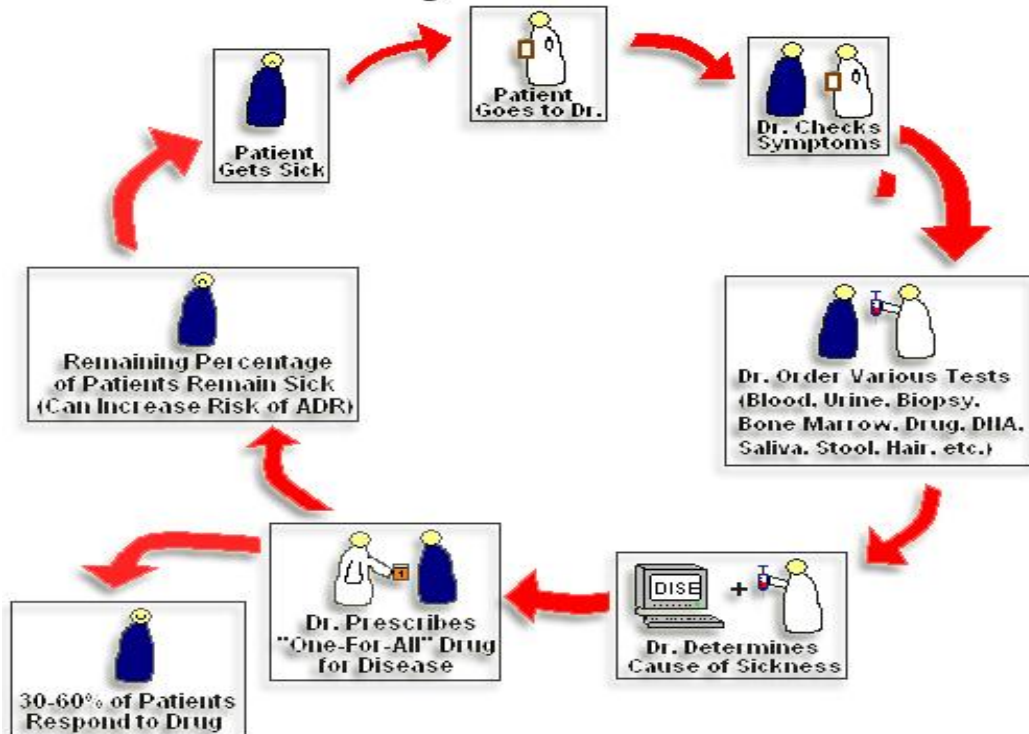 Patient
Gets Sick
Patient
Goes to Dr.
Dr. Checks
Symptoms
Dr. Order Various Tests
(Blood, Urine, Biopsy,
Bone Marrow, Drug, DNA,
Saliva, Stool, Hair, etc.)
DISE
+
Dr. Determines
Cause of Sickness
Dr. Prescribes
"One-For-All" Drug
for Disease
30-60% of Patients
Respond to Drug
Remaining Percentage
of Patients Remain Sick
(Can Increase Risk of ADR)